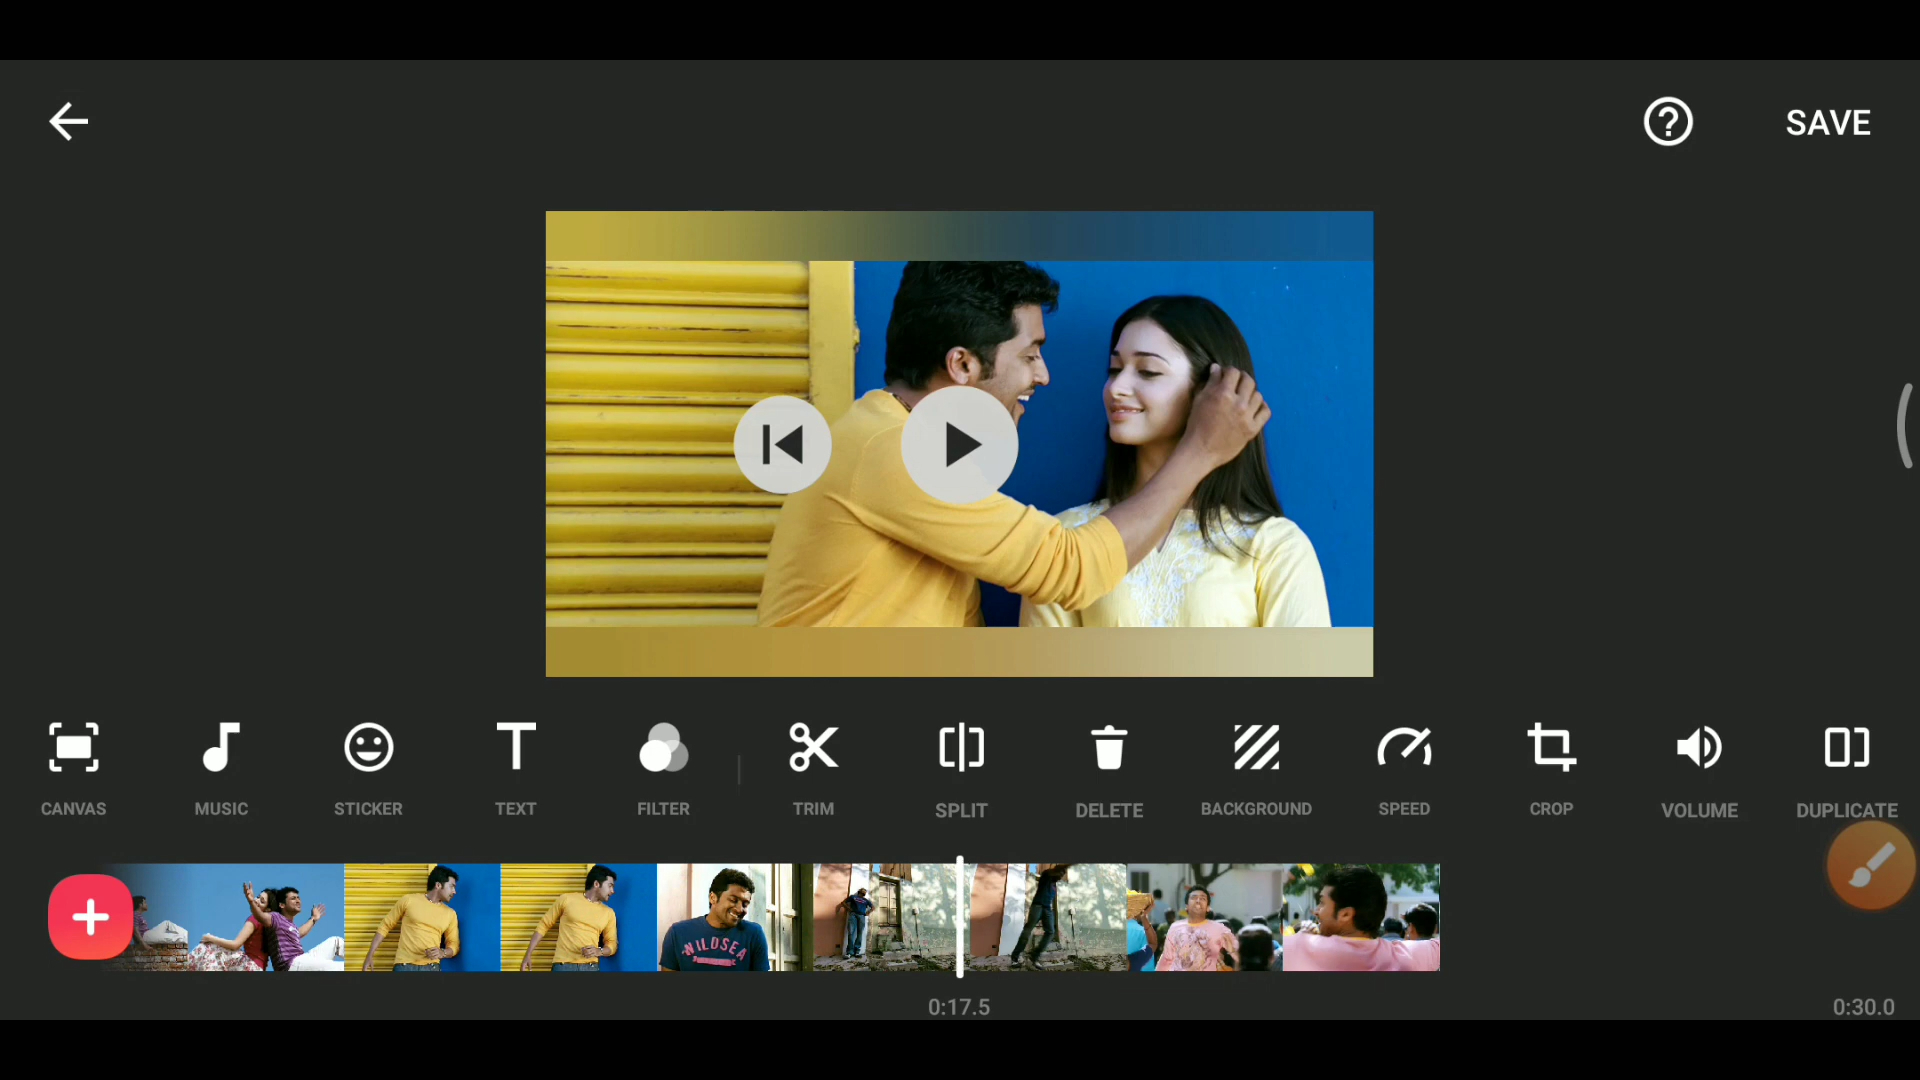 SAVE
CANVAS
MUSIC
STICKER
TEXT
FILTER
TRIM
SPLIT
DELETE
BACKGROUND
SPEED
CROP
VOLUME
DUPLICATE
WILDSEA
0:17.5
0:30.0